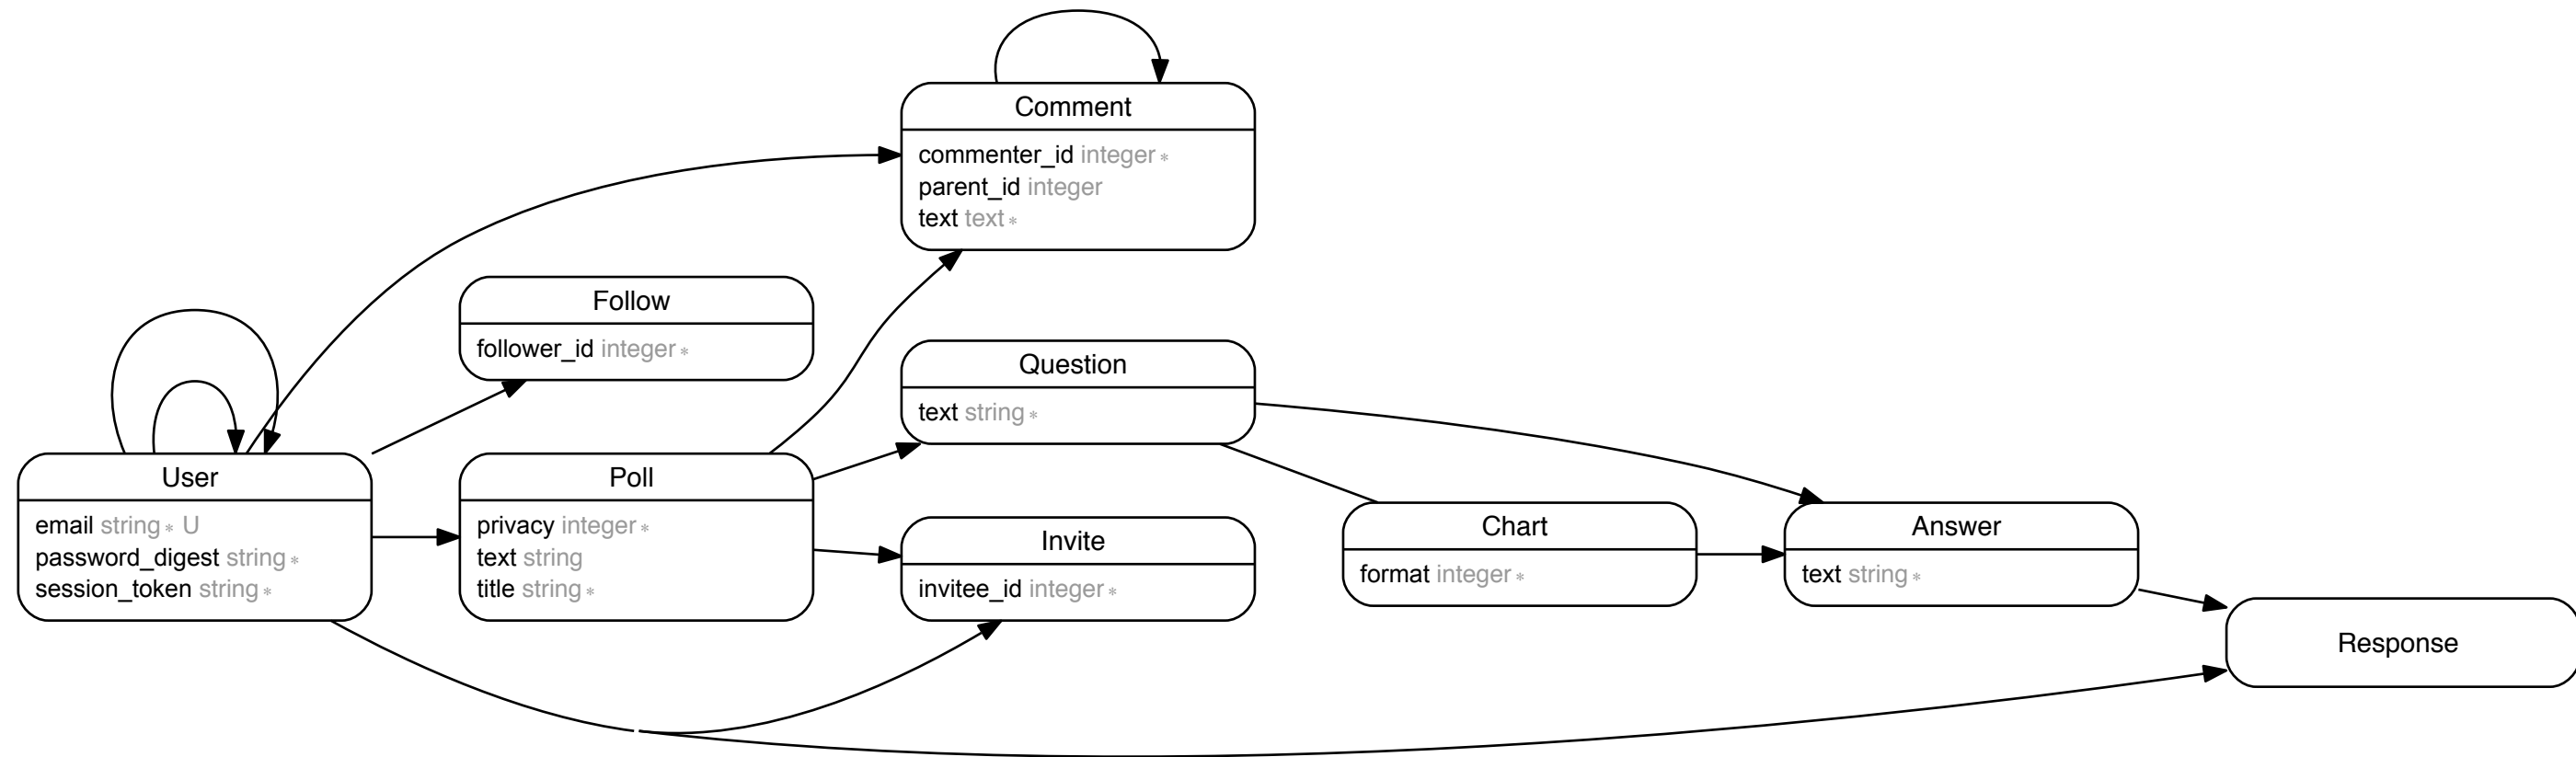 Comment
commenter_id integer *
parent_id integer
text text *
Follow
follower_id integer *
Question
text string *
User
email string * U
password_digest string *
session_token string *
Poll
privacy integer *
text string
title string *
Invite
invitee_id integer *
Chart
format integer *
Answer
text string *
Response